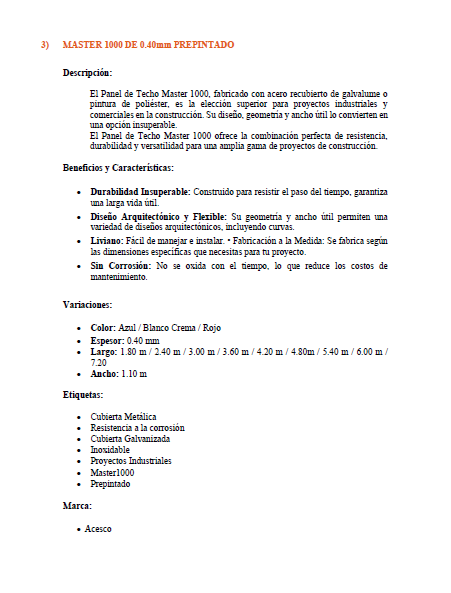 3) MASTER 1000 DE 0.40mm PREPINTADO
Descripción:
El Panel de Techo Master 1000, fabricado con acero recubierto de galvalume o
pintura de poliéster, es la elección superior para proyectos industriales y
comerciales en la construcción. Su diseño, geometría y ancho útil lo convierten en
una opción insuperable.
El Panel de Techo Master 1000 ofrece la combinación perfecta de resistencia,
durabilidad y versatilidad para una amplia gama de proyectos de construcción.
Beneficios y Características:
• Durabilidad Insuperable: Construido para resistir el paso del tiempo, garantiza
una larga vida útil.
• Diseño Arquitectónico y Flexible: Su geometría y ancho útil permiten una
variedad de diseños arquitectónicos, incluyendo curvas.
• Liviano: Fácil de manejar e instalar. • Fabricación a la Medida: Se fabrica según
las dimensiones específicas que necesitas para tu proyecto.
• Sin Corrosión: No se oxida con el tiempo, lo que reduce los costos de
mantenimiento.
Variaciones:
• Color: Azul / Blanco Crema / Rojo
• Espesor: 0.40 mm
• Largo: 1.80 m / 2.40 m / 3.00 m / 3.60 m / 4.20 m / 4.80m / 5.40 m / 6.00 m /
7.20
• Ancho: 1.10 m
Etiquetas:
• Cubierta Metálica
• Resistencia a la corrosión
• Cubierta Galvanizada
• Inoxidable
• Proyectos Industriales
• Master1000
• Prepintado
Marca:
• Acesco